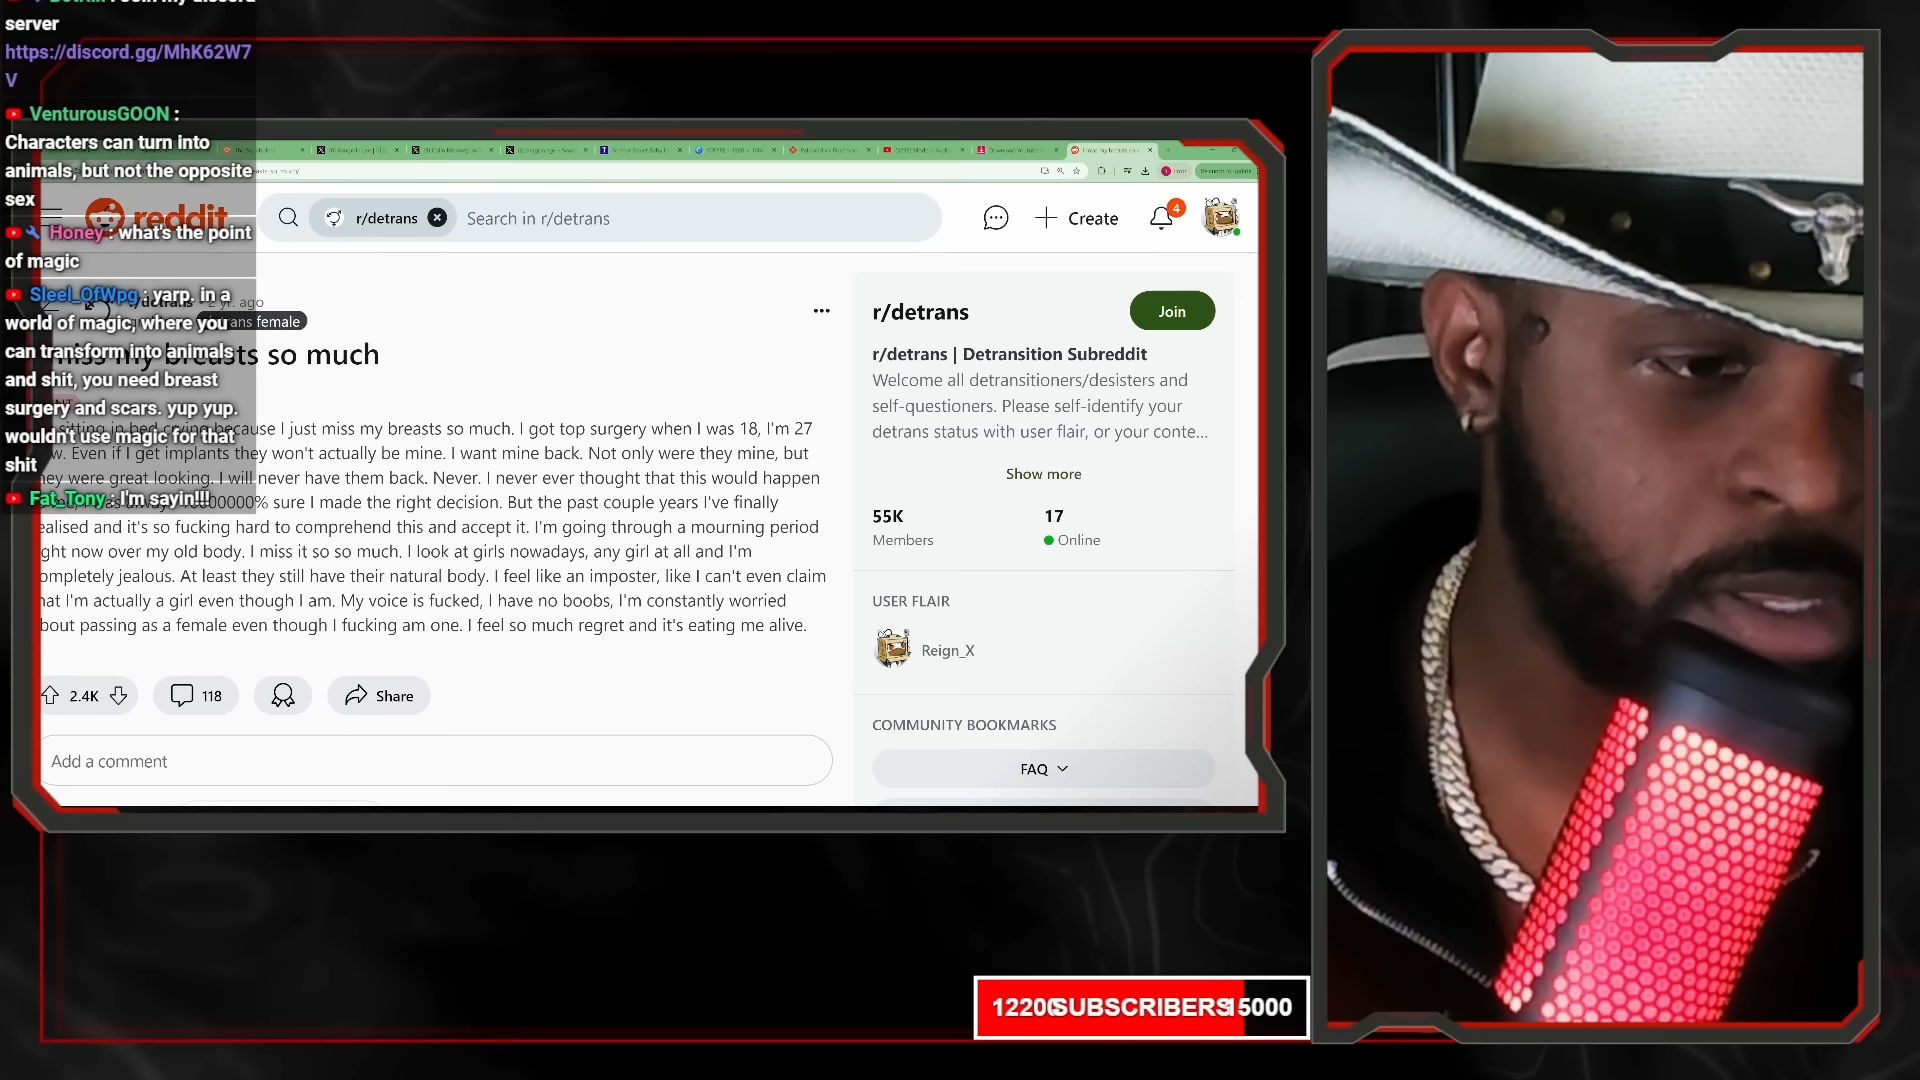 server
https://discord.gg/MhK62W7
V
VenturousGOON :
Characters can turn into
animals, but not the opposite
sex
Honey : what's the point
of magic
Sleel_OfWpg : yarp. in a
world of magic, where you
can transform into animals
and shit, you need breast
surgery and scars. yup yup.
wouldn't use magic for that
shit
Fat_Tony : I'm sayin!!!
reddit
r/detrans
Search in r/detrans
Create
4
ago
female
my breasts so much
sitting in bed crying because I just miss my breasts so much. I got top surgery when I was 18, I'm 27
Even if I get implants they won't actually be mine. I want mine back. Not only were they mine, but
they were great looking. I will never have them back. Never. I never ever thought that this would happen
sure I made the right decision. But the past couple years I've finally
ealised and it's so fucking hard to comprehend this and accept it. I'm going through a mourning period
ght now over my old body. I miss it so so much. I look at girls nowadays, any girl at all and I'm
ompletely jealous. At least they still have their natural body. I feel like an imposter, like I can't even claim
hat I'm actually a girl even though I am. My voice is fucked, I have no boobs, I'm constantly worried
bout passing as a female even though I fucking am one. I feel so much regret and it's eating me alive.
2.4K
118
Share
Add a comment
r/detrans
Join
r/detrans | Detransition Subreddit
Welcome all detransitioners/desisters and
self-questioners. Please self-identify your
detrans status with user flair, or your conte...
Show more
55K
17
Members
Online
USER FLAIR
Reign_X
COMMUNITY BOOKMARKS
FAQ
12200 SUBSCRIBERS 15000